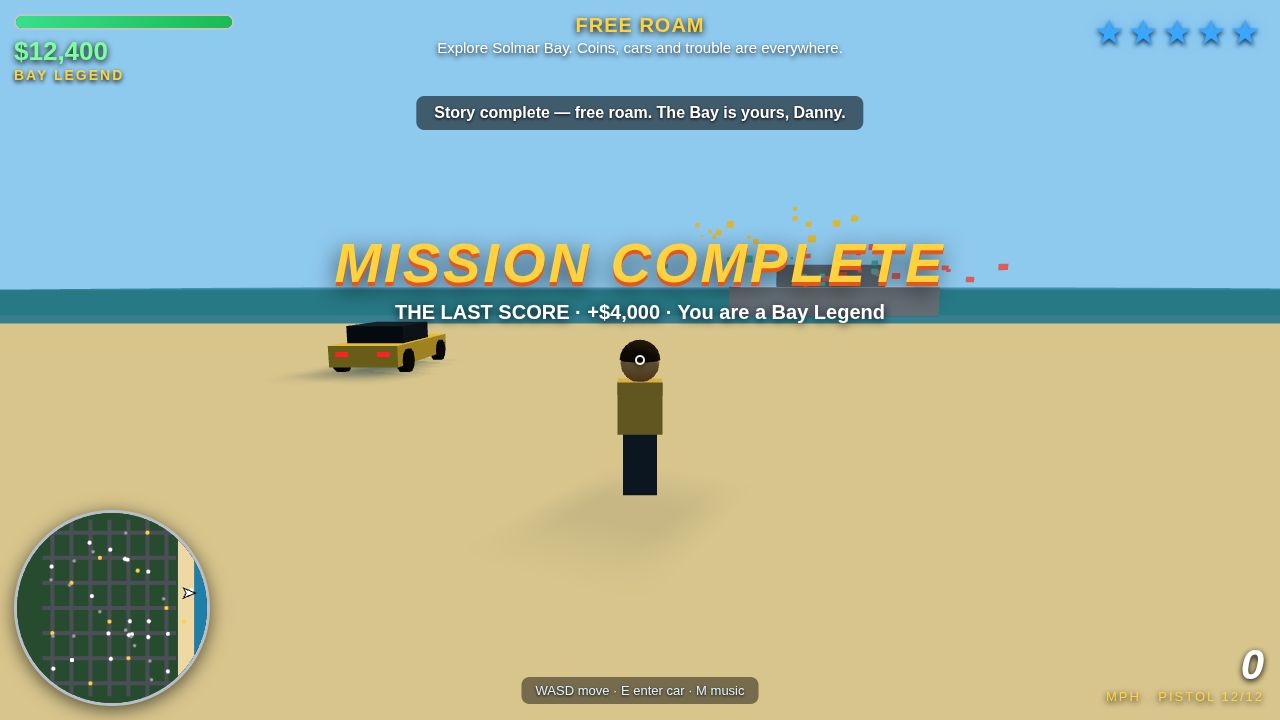 $12,400
BAY LEGEND
FREE ROAM
Explore Solmar Bay. Coins, cars and trouble are everywhere.
Story complete — free roam. The Bay is yours, Danny.
MISSION COMPLETE
THE LAST SCORE · +$4,000 · You are a Bay Legend
WASD move · E enter car · M music
0
MPH PISTOL 12/12